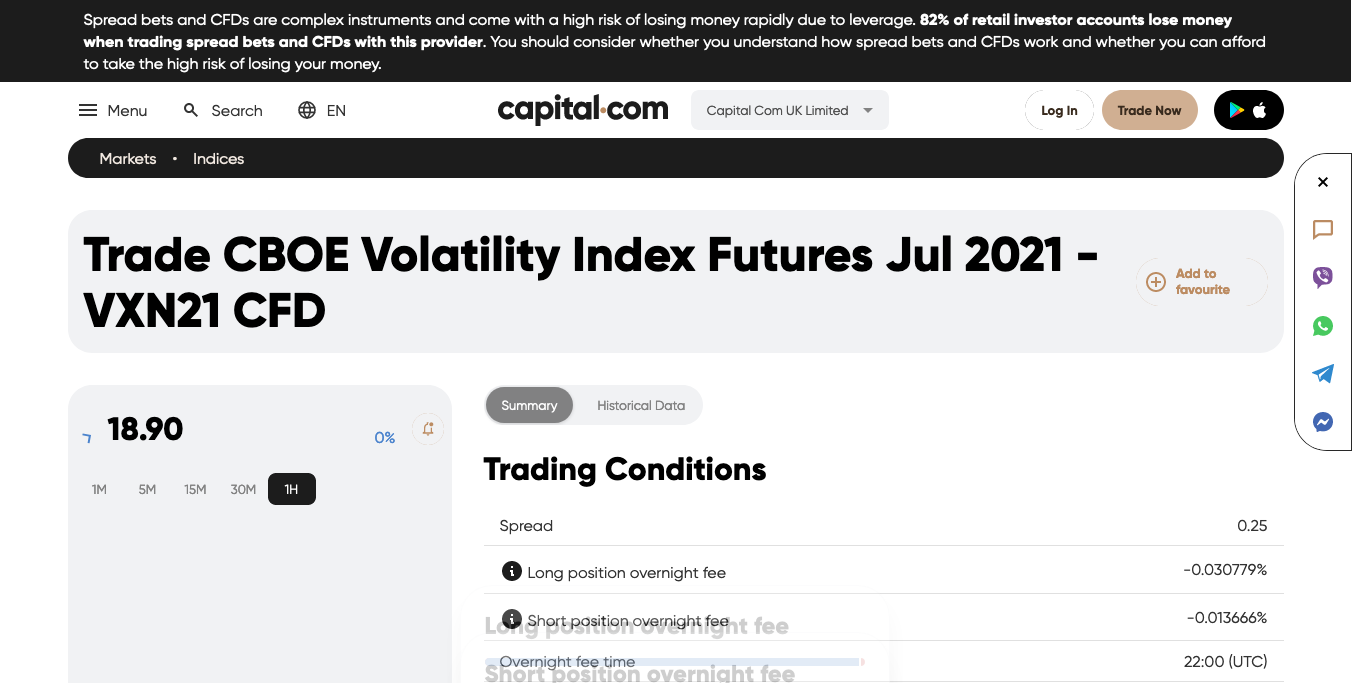 Spread bets and CFDs are complex instruments and come with a high risk of losing money rapidly due to leverage. 82% of retail investor accounts lose money
when trading spread bets and CFDs with this provider. You should consider whether you understand how spread bets and CFDs work and whether you can afford
to take the high risk of losing your money.
Menu Search EN capital.com Capital Com UK Limited Log In Trade Now
Markets • Indices
Trade CBOE Volatility Index Futures Jul 2021 -
VXN21 CFD
Add to
favourite
18.90
0%
1M 5M 15M 30M 1H
Summary Historical Data
Trading Conditions
Spread 0.25
Long position overnight fee -0.030779%
Short position overnight fee -0.013666%
Long position overnight fee
Overnight fee time 22:00 (UTC)
Short position overnight fee